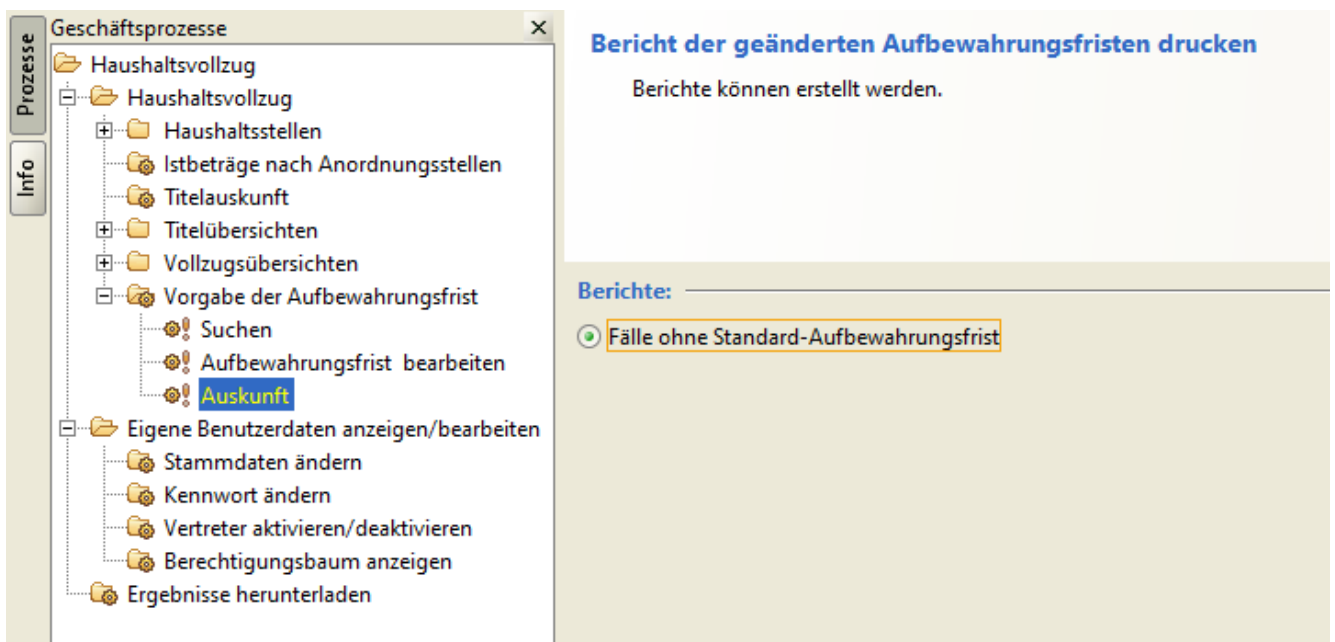 Prozesse
Info
Geschäftsprozesse
Haushaltsvollzug
Haushaltsvollzug
Haushaltsstellen
Istbeträge nach Anordnungsstellen
Titelauskunft
Titelübersichten
Vollzugsübersichten
Vorgabe der Aufbewahrungsfrist
Suchen
Aufbewahrungsfrist bearbeiten
Auskunft
Eigene Benutzerdaten anzeigen/bearbeiten
Stammdaten ändern
Kennwort ändern
Vertreter aktivieren/deaktivieren
Berechtigungsbaum anzeigen
Ergebnisse herunterladen
Bericht der geänderten Aufbewahrungsfristen drucken
Berichte können erstellt werden.
Berichte:
Fälle ohne Standard-Aufbewahrungsfrist